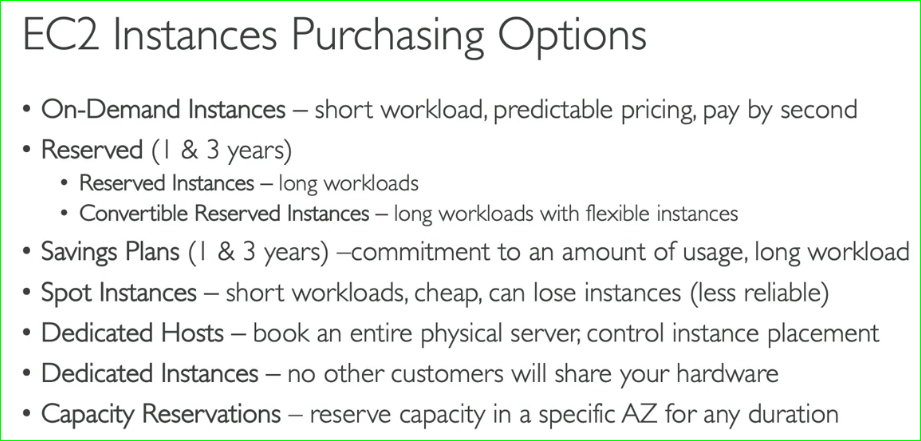 EC2 Instances Purchasing Options
• On-Demand Instances – short workload, predictable pricing, pay by second
• Reserved (1 & 3 years)
• Reserved Instances – long workloads
• Convertible Reserved Instances – long workloads with flexible instances
• Savings Plans (1 & 3 years) –commitment to an amount of usage, long workload
• Spot Instances – short workloads, cheap, can lose instances (less reliable)
• Dedicated Hosts – book an entire physical server, control instance placement
• Dedicated Instances – no other customers will share your hardware
• Capacity Reservations – reserve capacity in a specific AZ for any duration